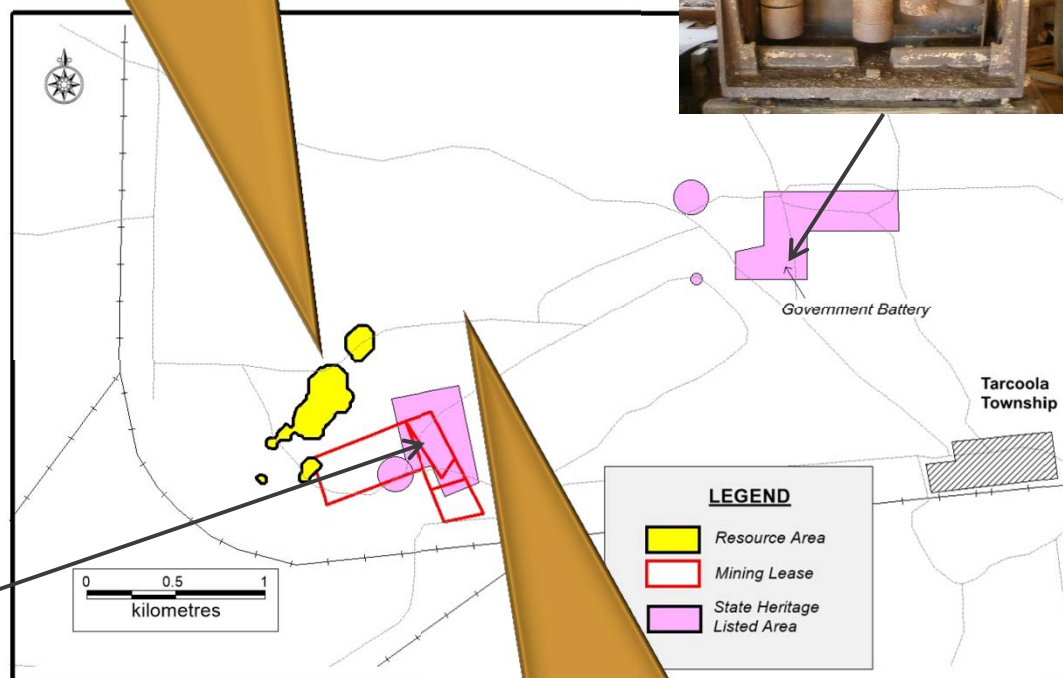 Government Battery
Tarcoola
Township
LEGEND
Resource Area
Mining Lease
State Heritage
Listed Area
0 0.5 1
kilometres